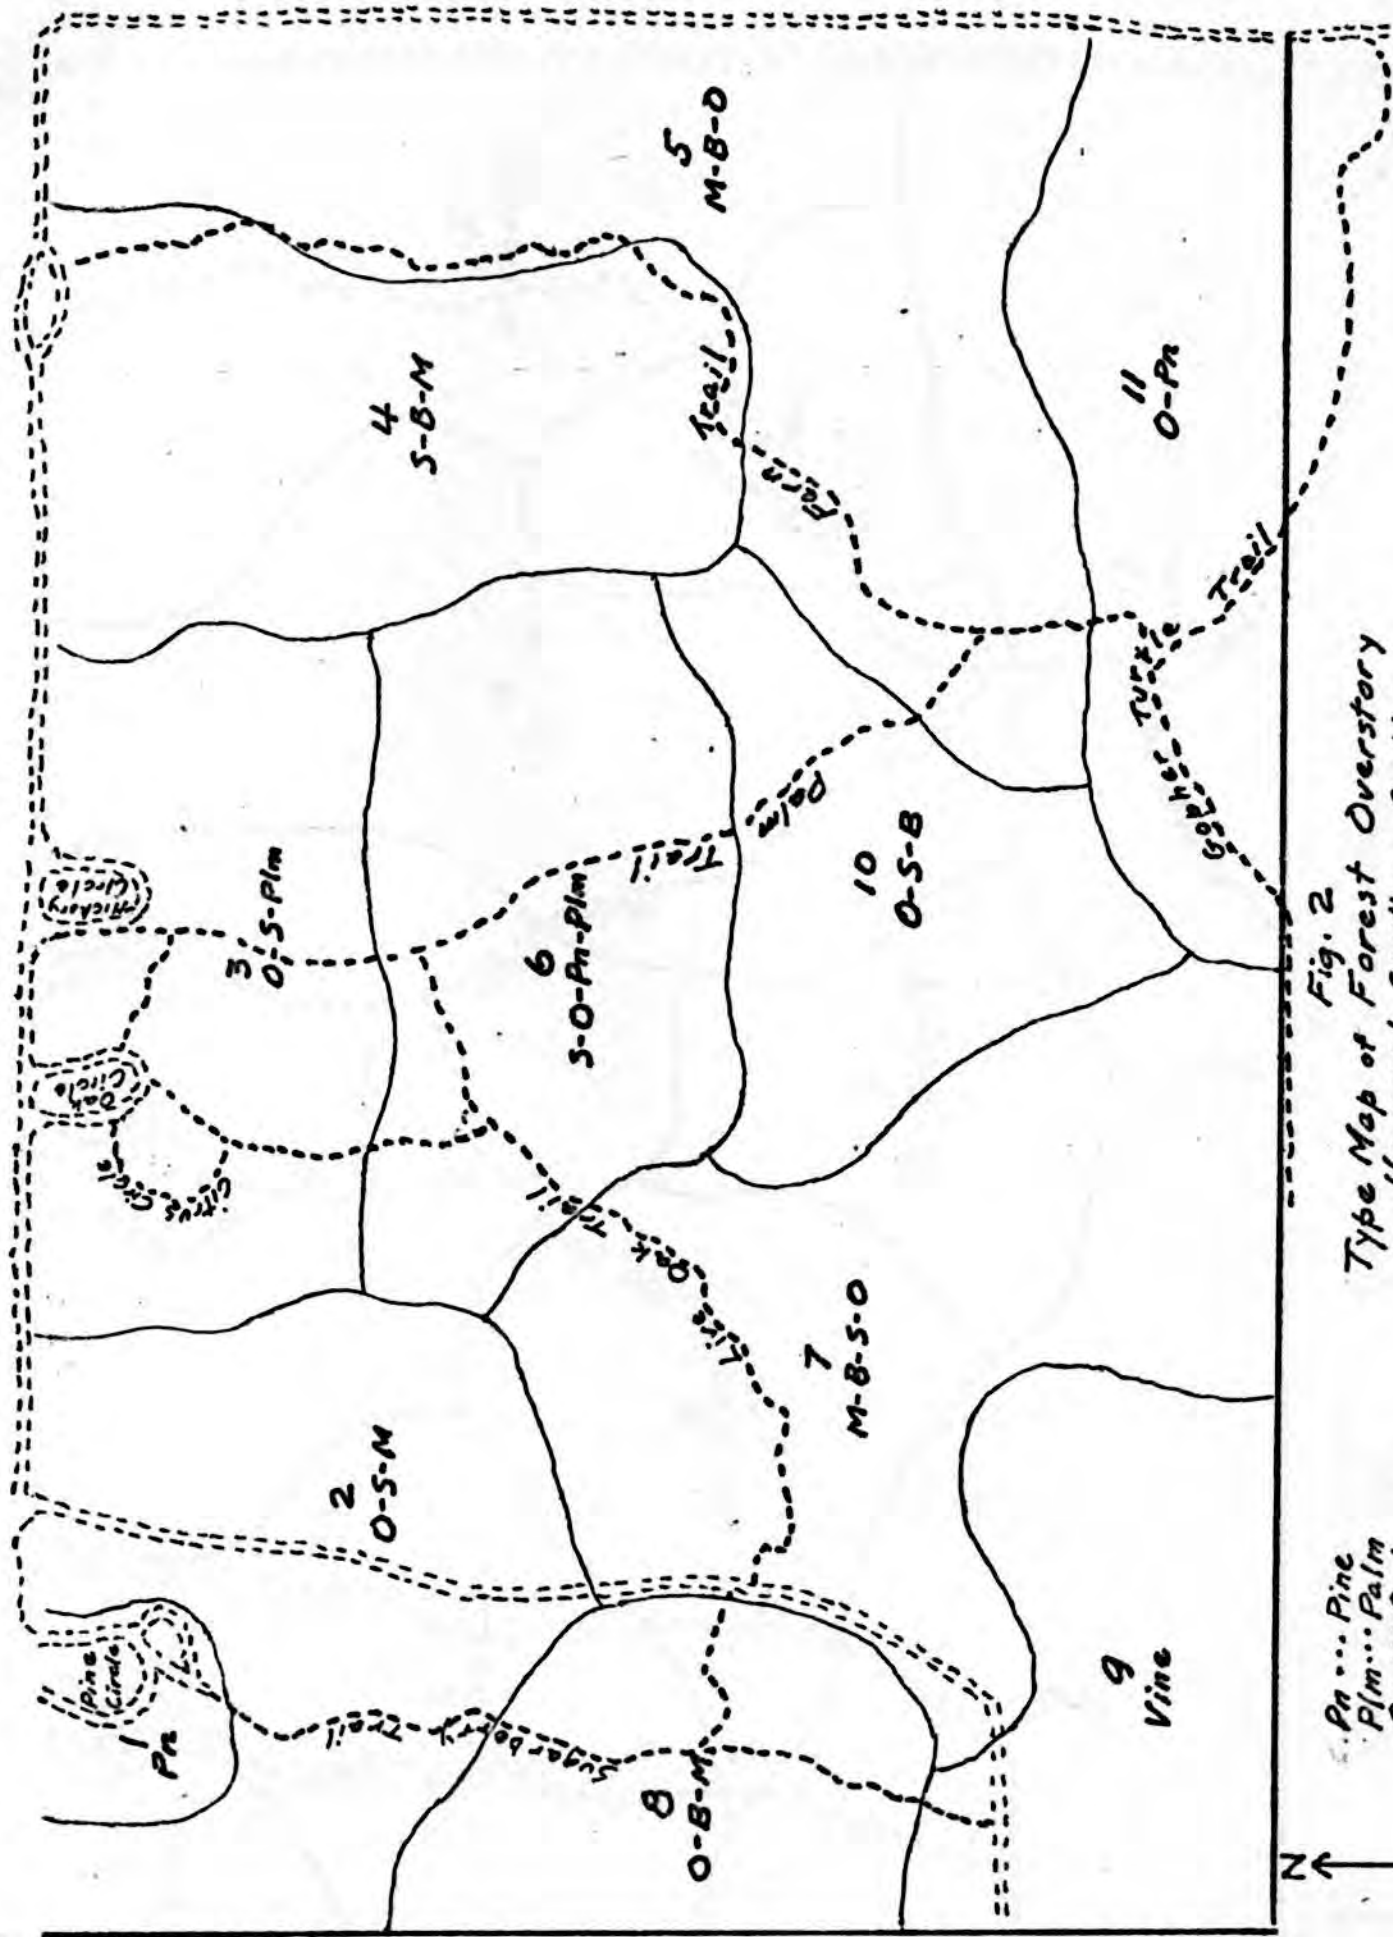 1
Pn
Pine
Circle
2
O-S-M
3
O-S-Plm
Oak
Circle
Citrus Circle
Hickory
Circle
4
S-B-M
5
M-B-O
6
S-O-Pn-Plm
7
M-B-S-O
8
O-B-M
9
Vine
10
O-S-B
11
O-Pn
Sugarberry Trail
Live Oak Trail
Palm Trail
Fern Trail
Gopher Turtle Trail
N
Fig. 2
Type Map of Forest Overstory
Pn .... Pine
Plm ... Palm